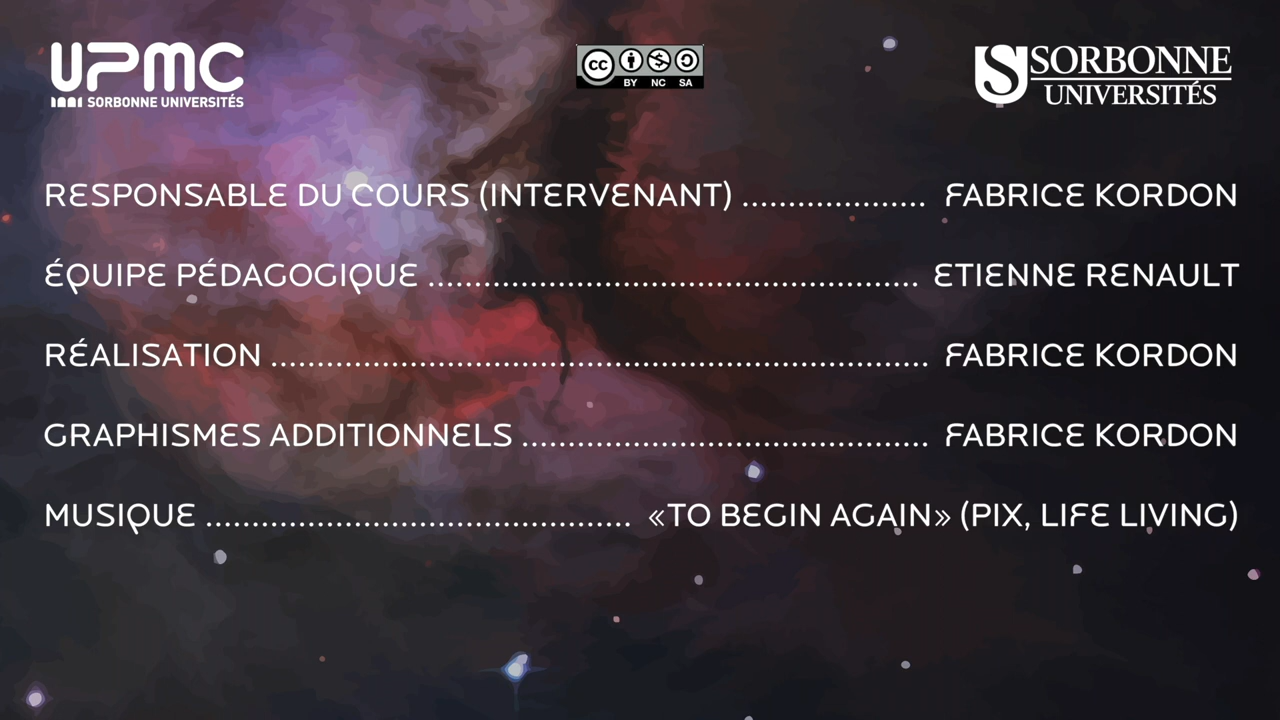 UPMC
SORBONNE UNIVERSITÉS
CC BY NC SA
SORBONNE
UNIVERSITÉS
RESPONSABLE DU COURS (INTERVENANT) .................... FABRICE KORDON
ÉQUIPE PÉDAGOGIQUE .................................................... ETIENNE RENAULT
RÉALISATION ...................................................................... FABRICE KORDON
GRAPHISMES ADDITIONNELS ........................................... FABRICE KORDON
MUSIQUE ............................................. «TO BEGIN AGAIN» (PIX, LIFE LIVING)